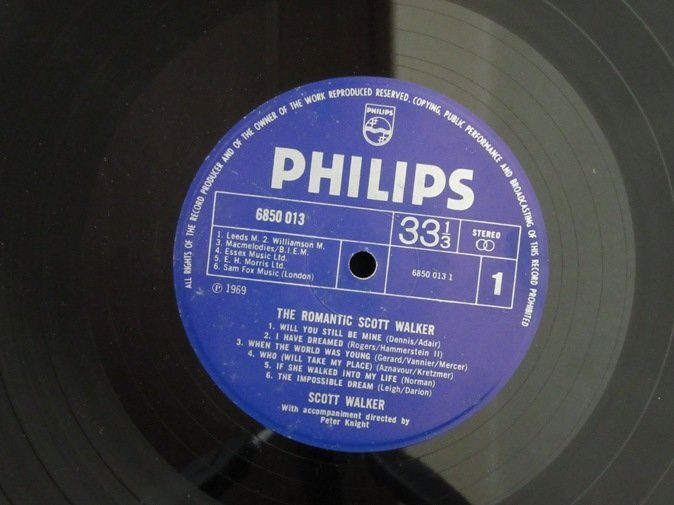 ALL RIGHTS OF THE RECORD PRODUCER AND OF THE OWNER OF THE WORK REPRODUCED RESERVED. COPYING, PUBLIC PERFORMANCE AND BROADCASTING OF THIS RECORD PROHIBITED
PHILIPS
PHILIPS
6850 013
33 1/3
STEREO
1. Leeds M. 2. Williamson M.
3. Macmelodies/B.I.E.M.
4. Essex Music Ltd.
5. E. H. Morris Ltd.
6. Sam Fox Music (London)
6850 013 1
1
℗ 1969
THE ROMANTIC SCOTT WALKER
1. WILL YOU STILL BE MINE (Dennis/Adair)
2. I HAVE DREAMED (Rogers/Hammerstein II)
3. WHEN THE WORLD WAS YOUNG (Gerard/Vannier/Mercer)
4. WHO (WILL TAKE MY PLACE) (Aznavour/Kretzmer)
5. IF SHE WALKED INTO MY LIFE (Norman)
6. THE IMPOSSIBLE DREAM (Leigh/Darion)
SCOTT WALKER
With accompaniment directed by
Peter Knight